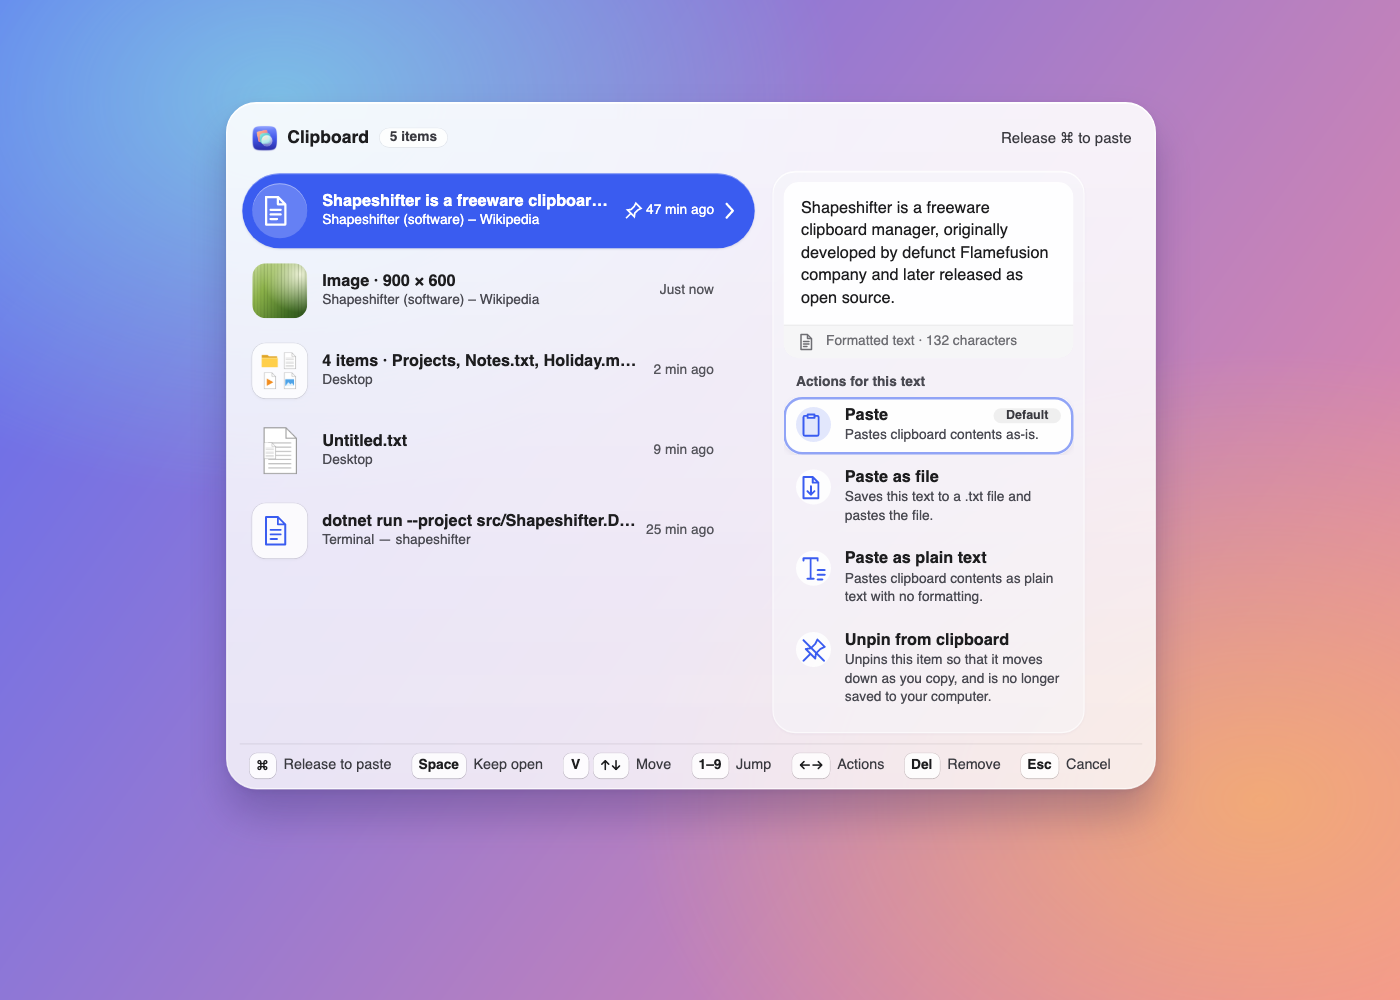 Clipboard
5 items
Release ⌘ to paste
Shapeshifter is a freeware clipboar...
Shapeshifter (software) – Wikipedia
47 min ago
Image · 900 × 600
Shapeshifter (software) – Wikipedia
Just now
4 items · Projects, Notes.txt, Holiday.m...
Desktop
2 min ago
Untitled.txt
Desktop
9 min ago
dotnet run --project src/Shapeshifter.D...
Terminal — shapeshifter
25 min ago
Shapeshifter is a freeware
clipboard manager, originally
developed by defunct Flamefusion
company and later released as
open source.
Formatted text · 132 characters
Actions for this text
Paste
Default
Pastes clipboard contents as-is.
Paste as file
Saves this text to a .txt file and
pastes the file.
Paste as plain text
Pastes clipboard contents as plain
text with no formatting.
Unpin from clipboard
Unpins this item so that it moves
down as you copy, and is no longer
saved to your computer.
⌘ Release to paste
Space Keep open
V ↑↓ Move
1–9 Jump
←→ Actions
Del Remove
Esc Cancel